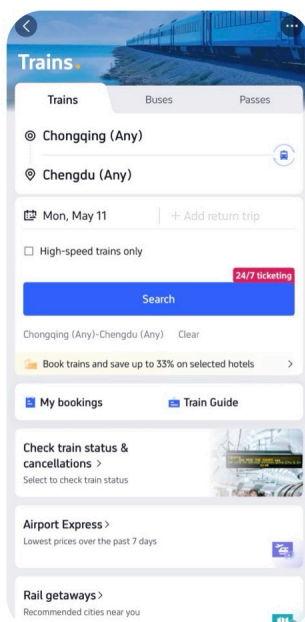 Trains.
Trains
Buses
Passes
Chongqing (Any)
Chengdu (Any)
Mon, May 11
+ Add return trip
High-speed trains only
24/7 ticketing
Search
Chongqing (Any)-Chengdu (Any)
Clear
Book trains and save up to 33% on selected hotels >
My bookings
Train Guide
Check train status &
cancellations >
Select to check train status
Airport Express >
Lowest prices over the past 7 days
Rail getaways >
Recommended cities near you